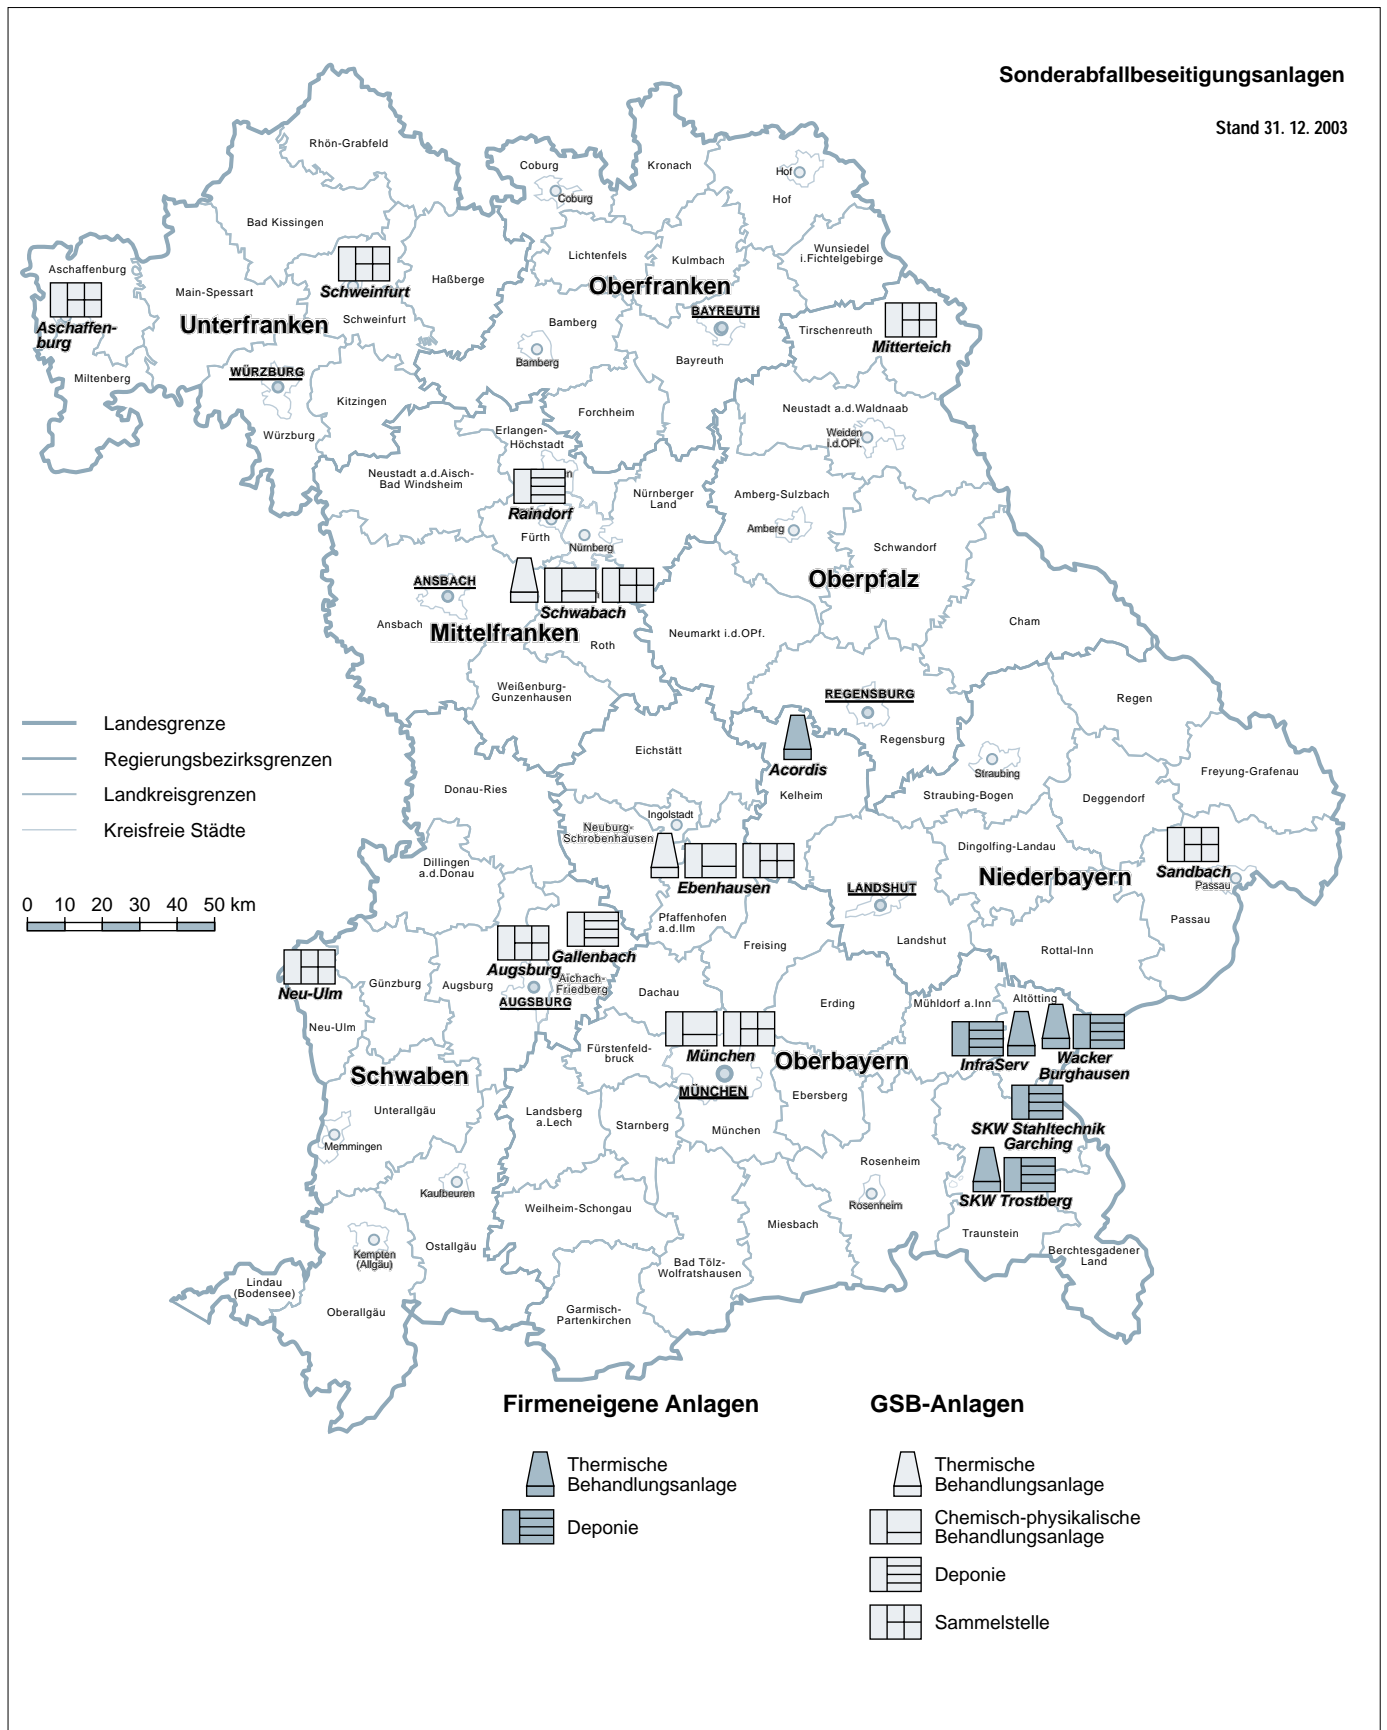 Sonderabfallbeseitigungsanlagen
Stand 31. 12. 2003
Rhön-Grabfeld
Coburg
Coburg
Kronach
Hof
Hof
Bad Kissingen
Lichtenfels
Kulmbach
Wunsiedel
i.Fichtelgebirge
Aschaffenburg
Aschaffen-
burg
Main-Spessart
Schweinfurt
Schweinfurt
Haßberge
Oberfranken
Unterfranken
BAYREUTH
Bayreuth
Bamberg
Bamberg
Tirschenreuth
Mitterteich
Miltenberg
WÜRZBURG
Würzburg
Kitzingen
Forchheim
Neustadt a.d.Waldnaab
Weiden
i.d.OPf.
Erlangen-
Höchstadt
Neustadt a.d.Aisch-
Bad Windsheim
Raindorf
Fürth
Nürnberg
Nürnberger
Land
Amberg-Sulzbach
Amberg
Schwandorf
Oberpfalz
ANSBACH
Ansbach
Schwabach
Mittelfranken
Roth
Neumarkt i.d.OPf.
Cham
Weißenburg-
Gunzenhausen
REGENSBURG
Regensburg
Regen
Landesgrenze
Regierungsbezirksgrenzen
Landkreisgrenzen
Kreisfreie Städte
Eichstätt
Acordis
Kelheim
Straubing
Straubing-Bogen
Deggendorf
Freyung-Grafenau
Donau-Ries
Ingolstadt
Neuburg-
Schrobenhausen
Ebenhausen
Dingolfing-Landau
Niederbayern
Sandbach
Passau
Passau
Dillingen
a.d.Donau
LANDSHUT
Landshut
0 10 20 30 40 50 km
Pfaffenhofen
a.d.Ilm
Freising
Rottal-Inn
Gallenbach
Augsburg
Aichach-
Friedberg
AUGSBURG
Augsburg
Günzburg
Neu-Ulm
Neu-Ulm
Dachau
Erding
Mühldorf a.Inn
Altötting
InfraServ
Wacker
Burghausen
München
Oberbayern
Fürstenfeld-
bruck
MÜNCHEN
München
Ebersberg
Schwaben
Unterallgäu
Memmingen
Landsberg
a.Lech
Starnberg
SKW Stahltechnik
Garching
SKW Trostberg
Rosenheim
Rosenheim
Traunstein
Berchtesgadener
Land
Kaufbeuren
Weilheim-Schongau
Miesbach
Kempten
(Allgäu)
Ostallgäu
Bad Tölz-
Wolfratshausen
Lindau
(Bodensee)
Oberallgäu
Garmisch-
Partenkirchen
Firmeneigene Anlagen
Thermische
Behandlungsanlage
Deponie
GSB-Anlagen
Thermische
Behandlungsanlage
Chemisch-physikalische
Behandlungsanlage
Deponie
Sammelstelle